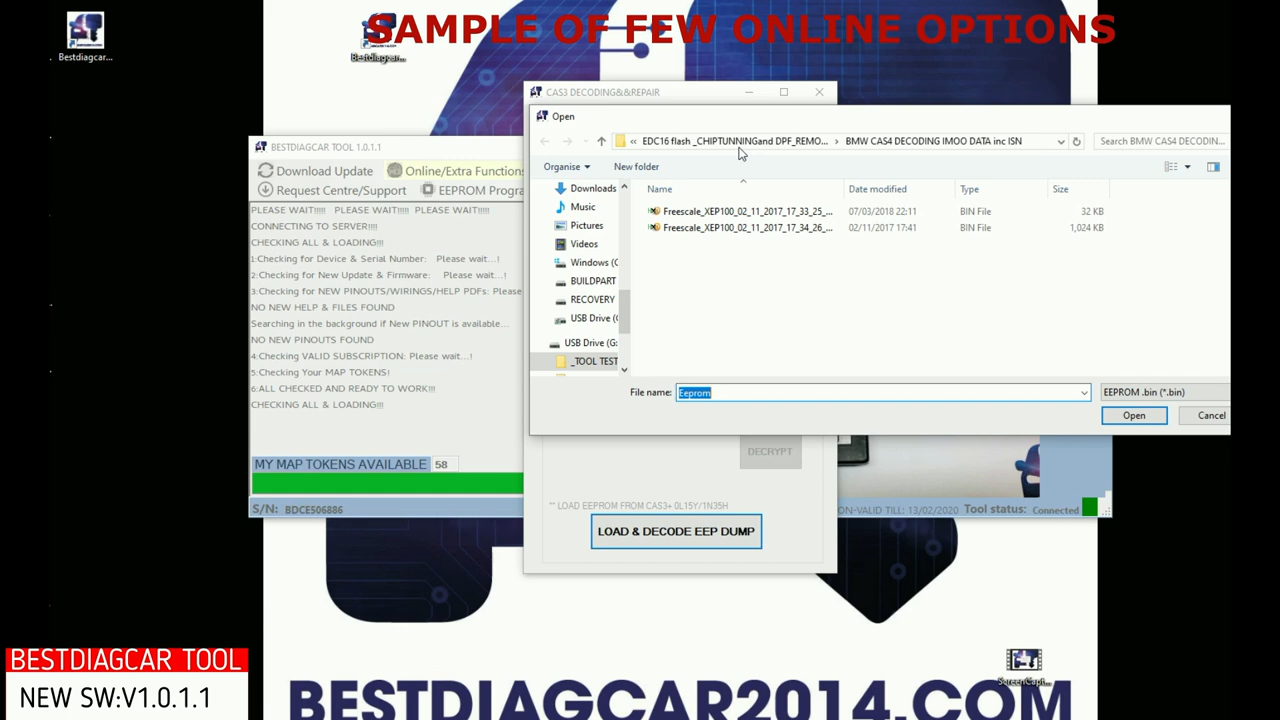 SAMPLE OF FEW ONLINE OPTIONS
Bestdiagcar...
Bestdiagcar...
CAS3 DECODING&&REPAIR
Open
« EDC16 flash _CHIPTUNNINGand DPF_REMO... › BMW CAS4 DECODING IMOO DATA inc ISN
Search BMW CAS4 DECODIN...
Organise
New folder
Name
Date modified
Type
Size
Freescale_XEP100_02_11_2017_17_33_25_... 07/03/2018 22:11 BIN File 32 KB
Freescale_XEP100_02_11_2017_17_34_26_... 02/11/2017 17:41 BIN File 1,024 KB
Downloads
Music
Pictures
Videos
Windows (
BUILDPART
RECOVERY
USB Drive (
USB Drive (G:
_TOOL TEST
File name: Eeprom
EEPROM .bin (*.bin)
Open
Cancel
BESTDIAGCAR TOOL 1.0.1.1
Download Update
Online/Extra Functions
Request Centre/Support
EEPROM Progra
PLEASE WAIT!!!!! PLEASE WAIT!!!!! PLEASE WAIT!!!!!
CONNECTING TO SERVER!!!!
CHECKING ALL & LOADING!!!!
1:Checking for Device & Serial Number: Please wait...!
2:Checking for New Update & Firmware: Please wait...!
3:Checking for NEW PINOUTS/WIRINGS/HELP PDFs: Please
NO NEW HELP & FILES FOUND
Searching in the background if New PINOUT is available...
NO NEW PINOUTS FOUND
4:Checking VALID SUBSCRIPTION: Please wait...!
5:Checking Your MAP TOKENS!
6:ALL CHECKED AND READY TO WORK!!!!
CHECKING ALL & LOADING!!!!
MY MAP TOKENS AVAILABLE 58
S/N: BDCE506886
DECRYPT
** LOAD EEPROM FROM CAS3+ 0L15Y/1N35H
LOAD & DECODE EEP DUMP
ON-VALID TILL: 13/02/2020 Tool status: Connected
BESTDIAGCAR TOOL
NEW SW:V1.0.1.1
BESTDIAGCAR2014.COM